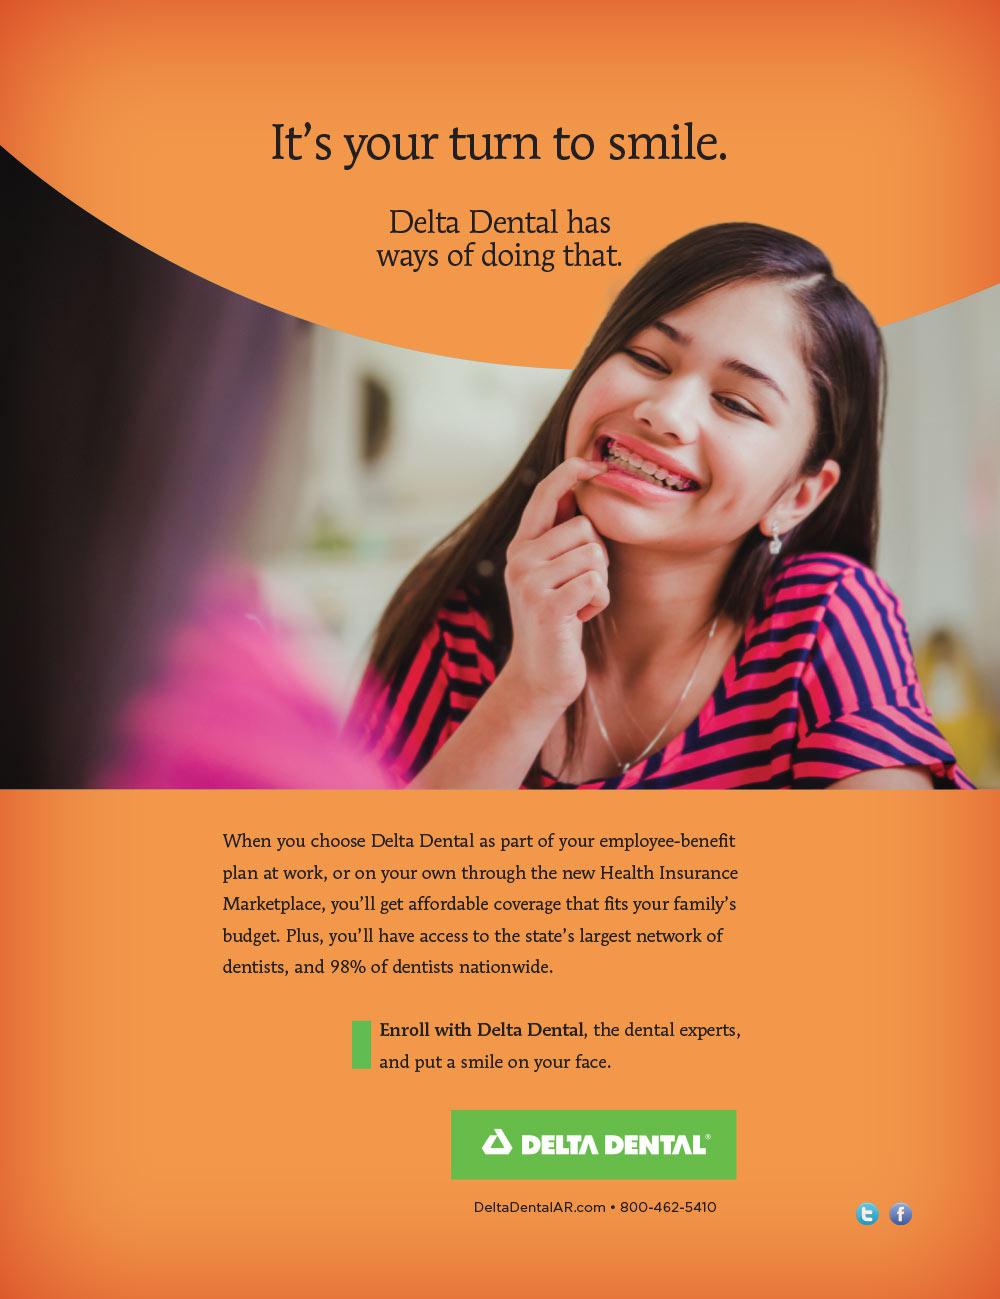 It's your turn to smile.
Delta Dental has
ways of doing that.
When you choose Delta Dental as part of your employee-benefit
plan at work, or on your own through the new Health Insurance
Marketplace, you'll get affordable coverage that fits your family's
budget. Plus, you'll have access to the state's largest network of
dentists, and 98% of dentists nationwide.
Enroll with Delta Dental, the dental experts,
and put a smile on your face.
DELTA DENTAL®
DeltaDentalAR.com • 800-462-5410
t f